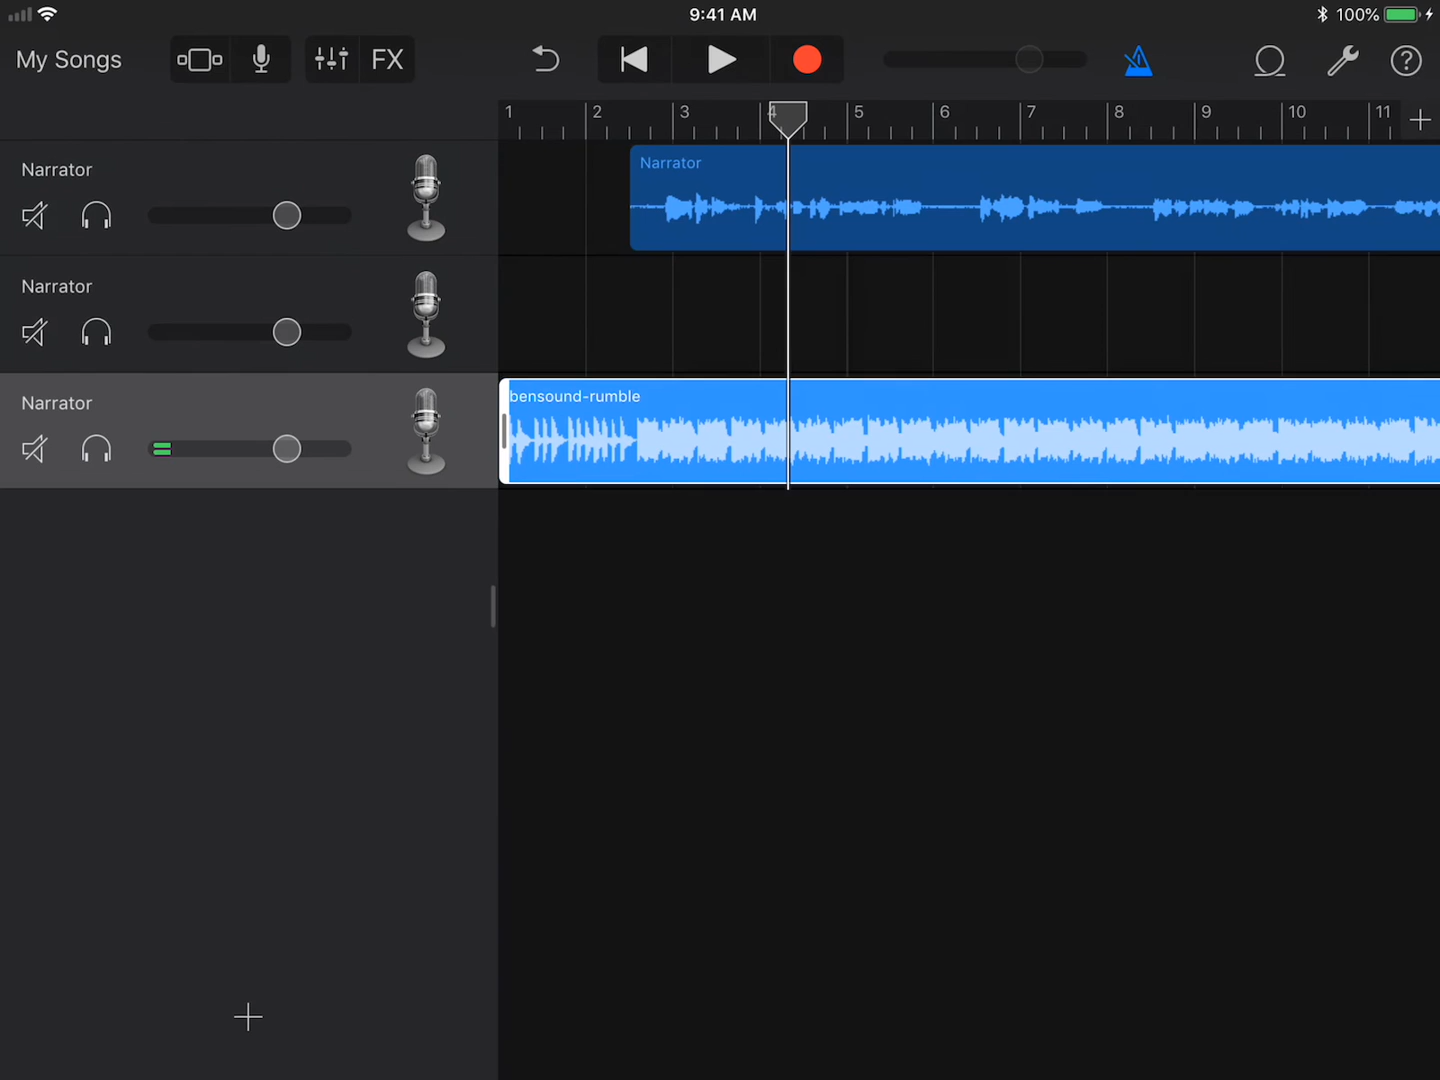 9:41 AM
100%
My Songs
FX
1 2 3 4 5 6 7 8 9 10 11
Narrator
Narrator
Narrator
Narrator
bensound-rumble